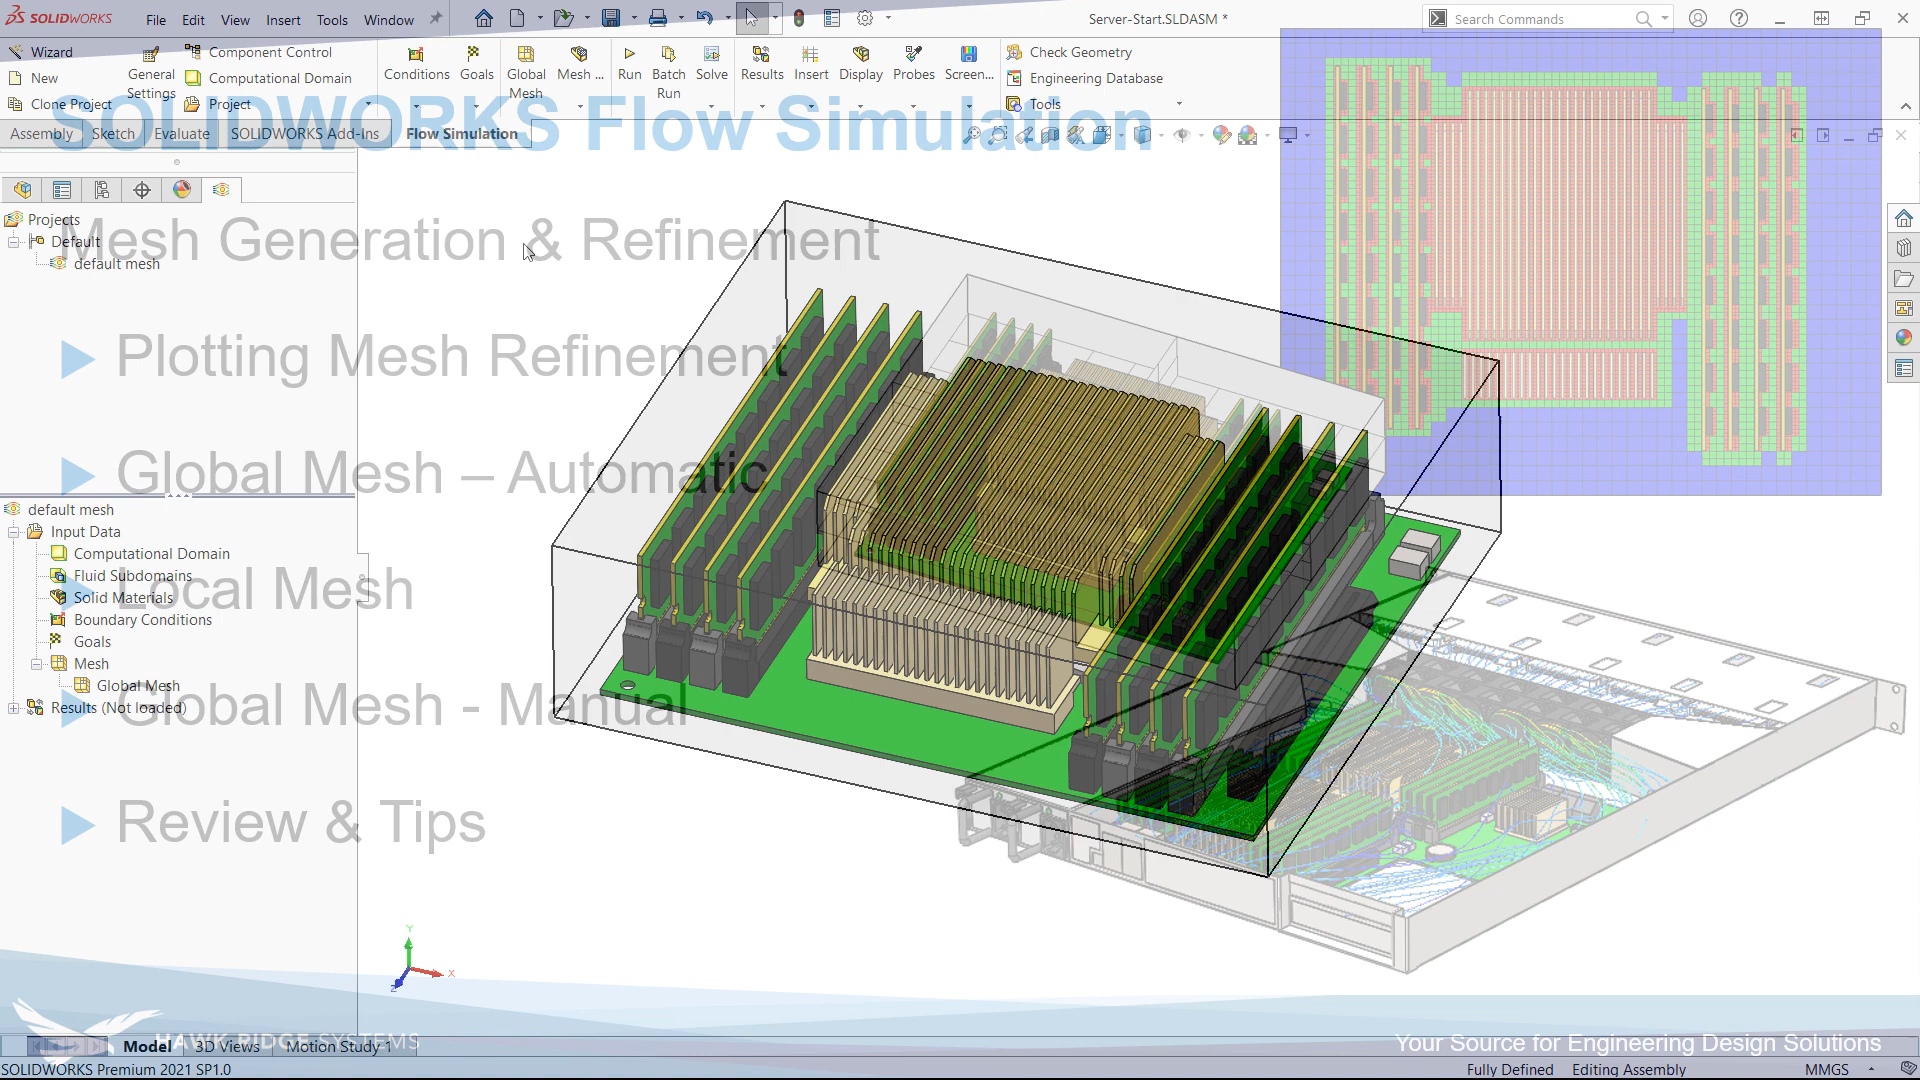 SOLIDWORKS File Edit View Insert Tools Window Server-Start.SLDASM * Search Commands
Wizard
New
Clone Project
General Settings
Component Control
Computational Domain
Project
Conditions Goals Global Mesh Mesh ... Run Batch Run Solve Results Insert Display Probes Screen...
Check Geometry
Engineering Database
Tools
Assembly Sketch Evaluate SOLIDWORKS Add-Ins Flow Simulation
SOLIDWORKS Flow Simulation
Mesh Generation & Refinement
Plotting Mesh Refinement
Global Mesh – Automatic
Local Mesh
Global Mesh - Manual
Review & Tips
Projects
Default
default mesh
default mesh
Input Data
Computational Domain
Fluid Subdomains
Solid Materials
Boundary Conditions
Goals
Mesh
Global Mesh
Results (Not loaded)
Y
X
Z
HAWK RIDGE SYSTEMS
Your Source for Engineering Design Solutions
Model 3D Views Motion Study 1
SOLIDWORKS Premium 2021 SP1.0 Fully Defined Editing Assembly MMGS